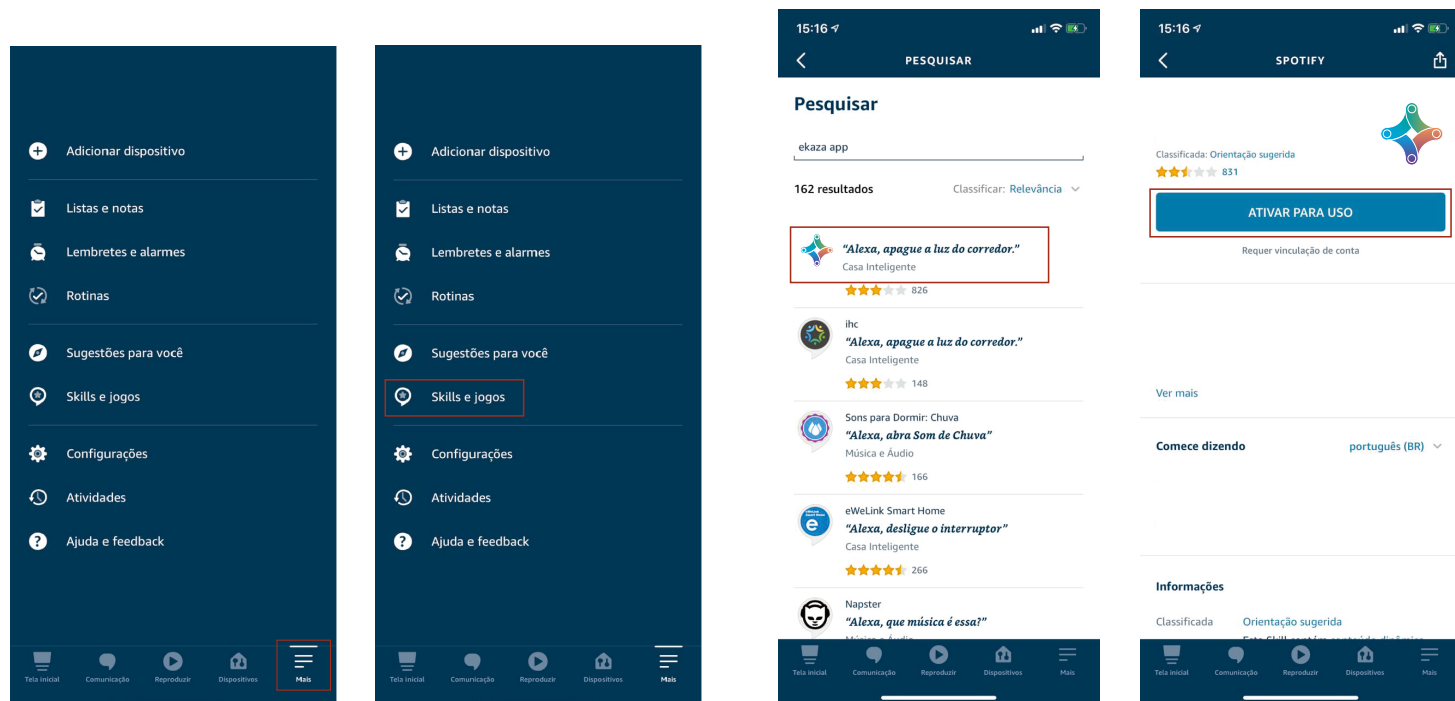 Adicionar dispositivo
Listas e notas
Lembretes e alarmes
Rotinas
Sugestões para você
Skills e jogos
Configurações
Atividades
Ajuda e feedback
Tela inicial
Comunicação
Reproduzir
Dispositivos
Mais
Adicionar dispositivo
Listas e notas
Lembretes e alarmes
Rotinas
Sugestões para você
Skills e jogos
Configurações
Atividades
Ajuda e feedback
Tela inicial
Comunicação
Reproduzir
Dispositivos
Mais
15:16
PESQUISAR
Pesquisar
ekaza app
162 resultados
Classificar: Relevância
“Alexa, apague a luz do corredor.”
Casa Inteligente
826
ihc
“Alexa, apague a luz do corredor.”
Casa Inteligente
148
Sons para Dormir: Chuva
“Alexa, abra Som de Chuva”
Música e Áudio
166
eWeLink Smart Home
“Alexa, desligue o interruptor”
Casa Inteligente
266
Napster
“Alexa, que música é essa?”
Tela inicial
Comunicação
Reproduzir
Dispositivos
Mais
15:16
SPOTIFY
Classificada: Orientação sugerida
831
ATIVAR PARA USO
Requer vinculação de conta
Ver mais
Comece dizendo
português (BR)
Informações
Classificada
Orientação sugerida
Tela inicial
Comunicação
Reproduzir
Dispositivos
Mais